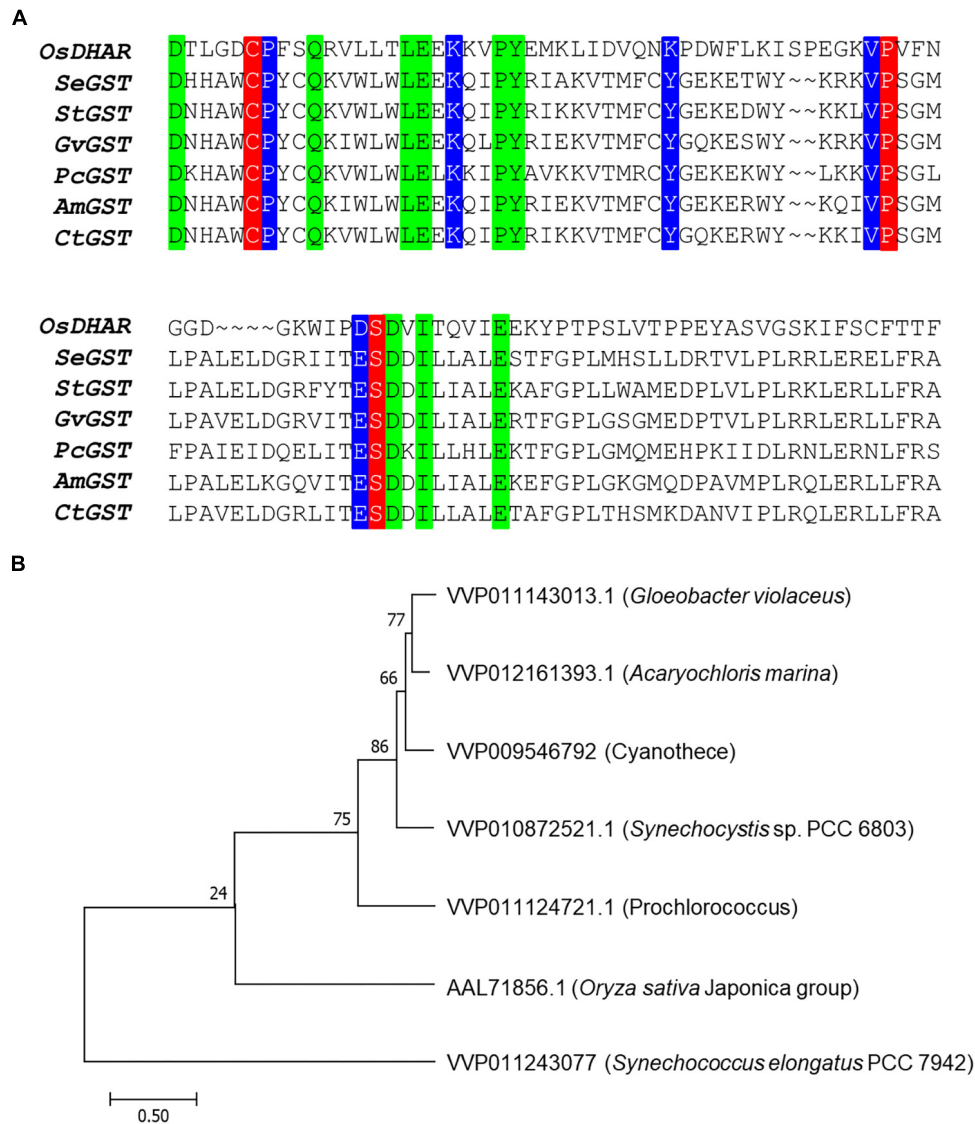 A
OsDHAR DTLGDCPFSQRVLLTLEEKKVPYEMKLIDVQNKPDWFLKISPEGKVPVFN
SeGST DHHAWCPYCQKVWLWLEEKQIPYRIAKVTMFCYGEKETWY~~KRKVPSGM
StGST DNHAWCPYCQKVWLWLEEKQIPYRIKKVTMFCYGEKEDWY~~KKLVPSGM
GvGST DNHAWCPYCQKIWLWLEEKQLPYRIEKVTMFCYGQKESWY~~KRKVPSGM
PcGST DKHAWCPYCQKVWLWLELKKIPYAVKKVTMRCYGEKEKWY~~LKKVPSGL
AmGST DNHAWCPYCQKIWLWLEEKQIPYRIEKVTMFCYGEKERWY~~KQIVPSGM
CtGST DNHAWCPYCQKVWLWLEEKQIPYRIKKVTMFCYGQKERWY~~KKIVPSGM
OsDHAR GGD~~~~GKWIPDSDVITQVIEEKYPTPSLVTPPEYASVGSKIFSCFTTF
SeGST LPALELDGRIITESDDILLALESTFGPLMHSLLDRTVLPLRRLERELFRA
StGST LPALELDGRFYTESDDILIALEKAFGPLLWAMEDPLVLPLRKLERLLFRA
GvGST LPAVELDGRVITESDDILIALERTFGPLGSGMEDPTVLPLRQLERLLFRA
PcGST FPAIEIDQELITESDKILLHLEKTFGPLGMQMEHPKIIDLRNLERNLFRS
AmGST LPALELKGQVITESDDILIALEKEFGPLGKGMQDPAVMPLRQLERLLFRA
CtGST LPAVELDGRLITESDDILLALETAFGPLTHSMKDANVIPLRQLERLLFRA
B
VVP011143013.1 (Gloeobacter violaceus)
77
VVP012161393.1 (Acaryochloris marina)
66
VVP009546792 (Cyanothece)
86
VVP010872521.1 (Synechocystis sp. PCC 6803)
75
VVP011124721.1 (Prochlorococcus)
24
AAL71856.1 (Oryza sativa Japonica group)
VVP011243077 (Synechococcus elongatus PCC 7942)
0.50